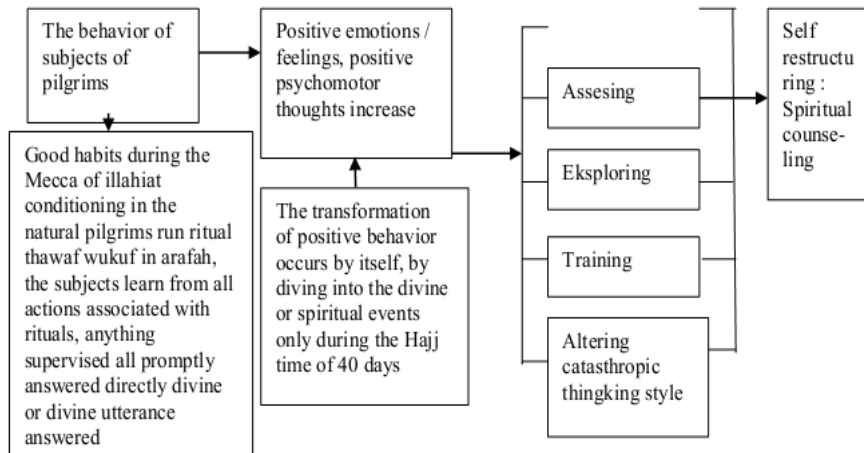 The behavior of
subjects of
pilgrims
Good habits during the
Mecca of illahiat
conditioning in the
natural pilgrims run ritual
thawaf wukuf in arafah,
the subjects learn from all
actions associated with
rituals, anything
supervised all promptly
answered directly divine
or divine utterance
answered
Positive emotions /
feelings, positive
psychomotor
thoughts increase
The transformation
of positive behavior
occurs by itself, by
diving into the divine
or spiritual events
only during the Hajj
time of 40 days
Assesing
Eksploring
Training
Altering
catasthropic
thingking style
Self
restructu
ring :
Spiritual
counse-
ling